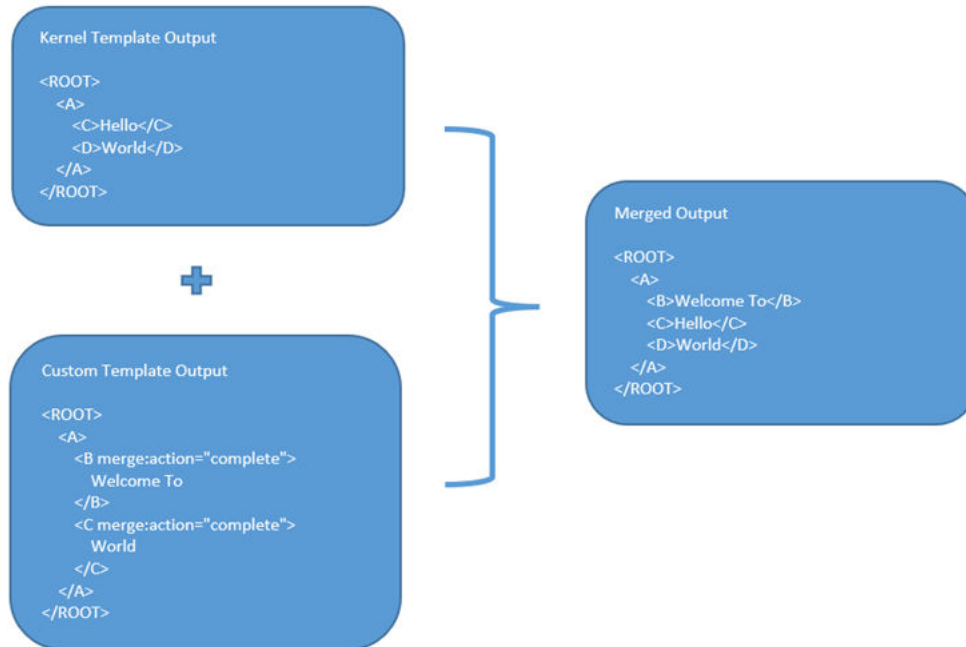 Kernel Template Output
<ROOT>
<A>
<C>Hello</C>
<D>World</D>
</A>
</ROOT>
Custom Template Output
<ROOT>
<A>
<B merge:action="complete">
Welcome To
</B>
<C merge:action="complete">
World
</C>
</A>
</ROOT>
Merged Output
<ROOT>
<A>
<B>Welcome To</B>
<C>Hello</C>
<D>World</D>
</A>
</ROOT>